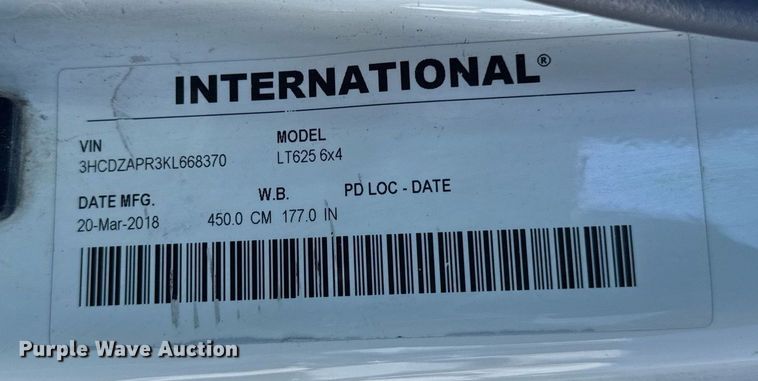 INTERNATIONAL®
VIN MODEL
3HCDZAPR3KL668370 LT625 6x4
DATE MFG. W.B. PD LOC - DATE
20-Mar-2018 450.0 CM 177.0 IN
Purple Wave Auction